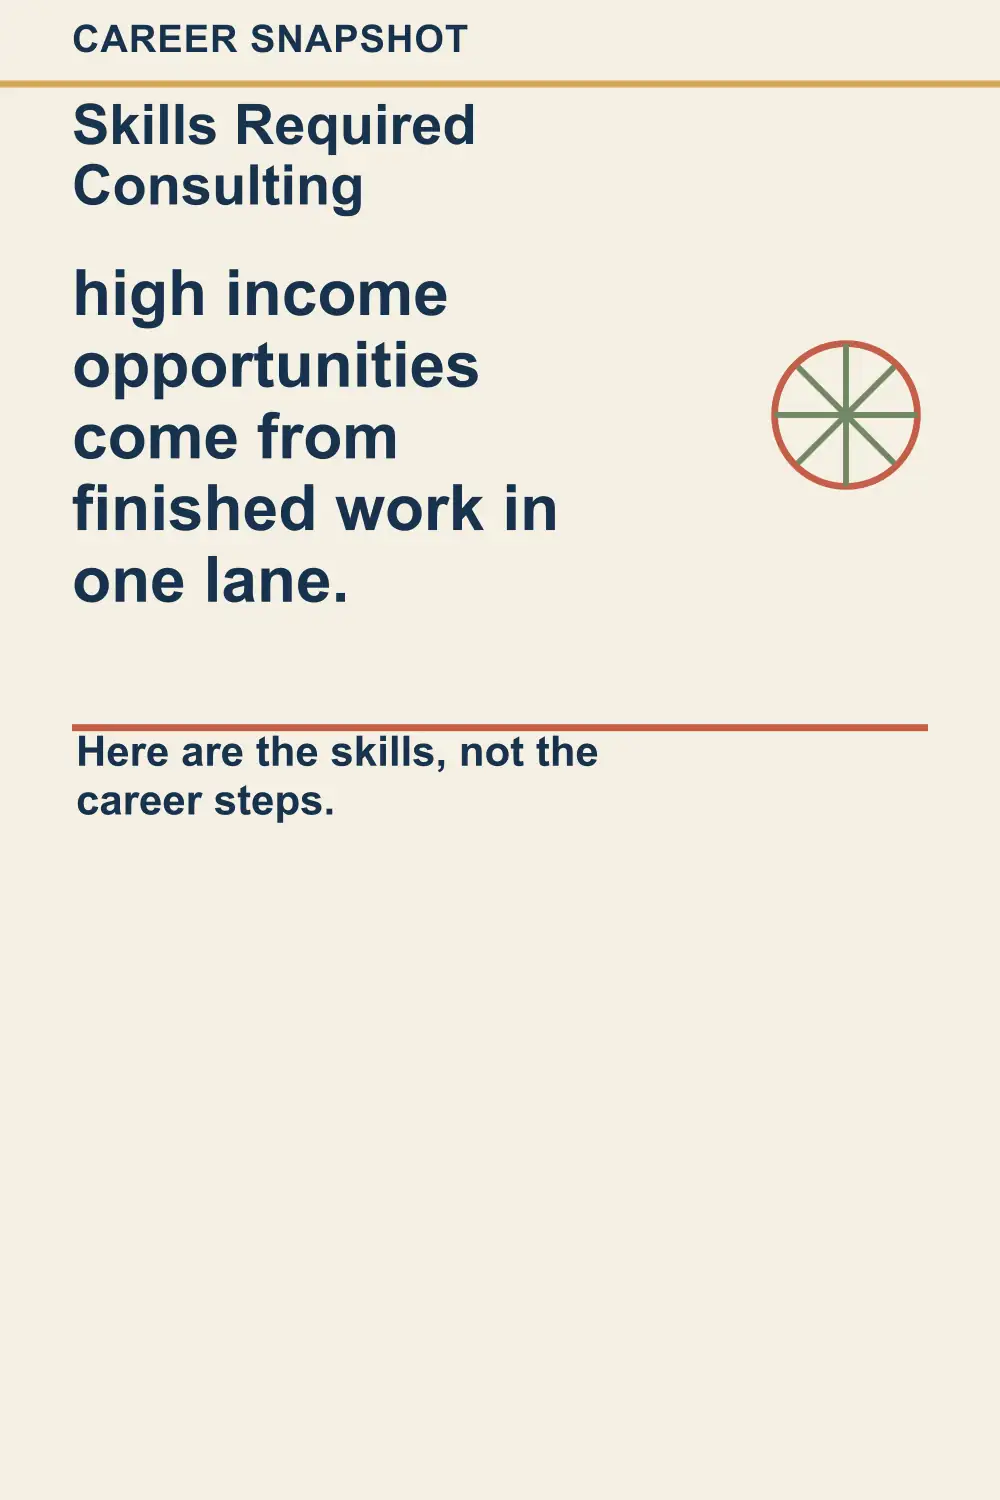 CAREER SNAPSHOT
Skills Required
Consulting
high income
opportunities
come from
finished work in
one lane.
Here are the skills, not the
career steps.